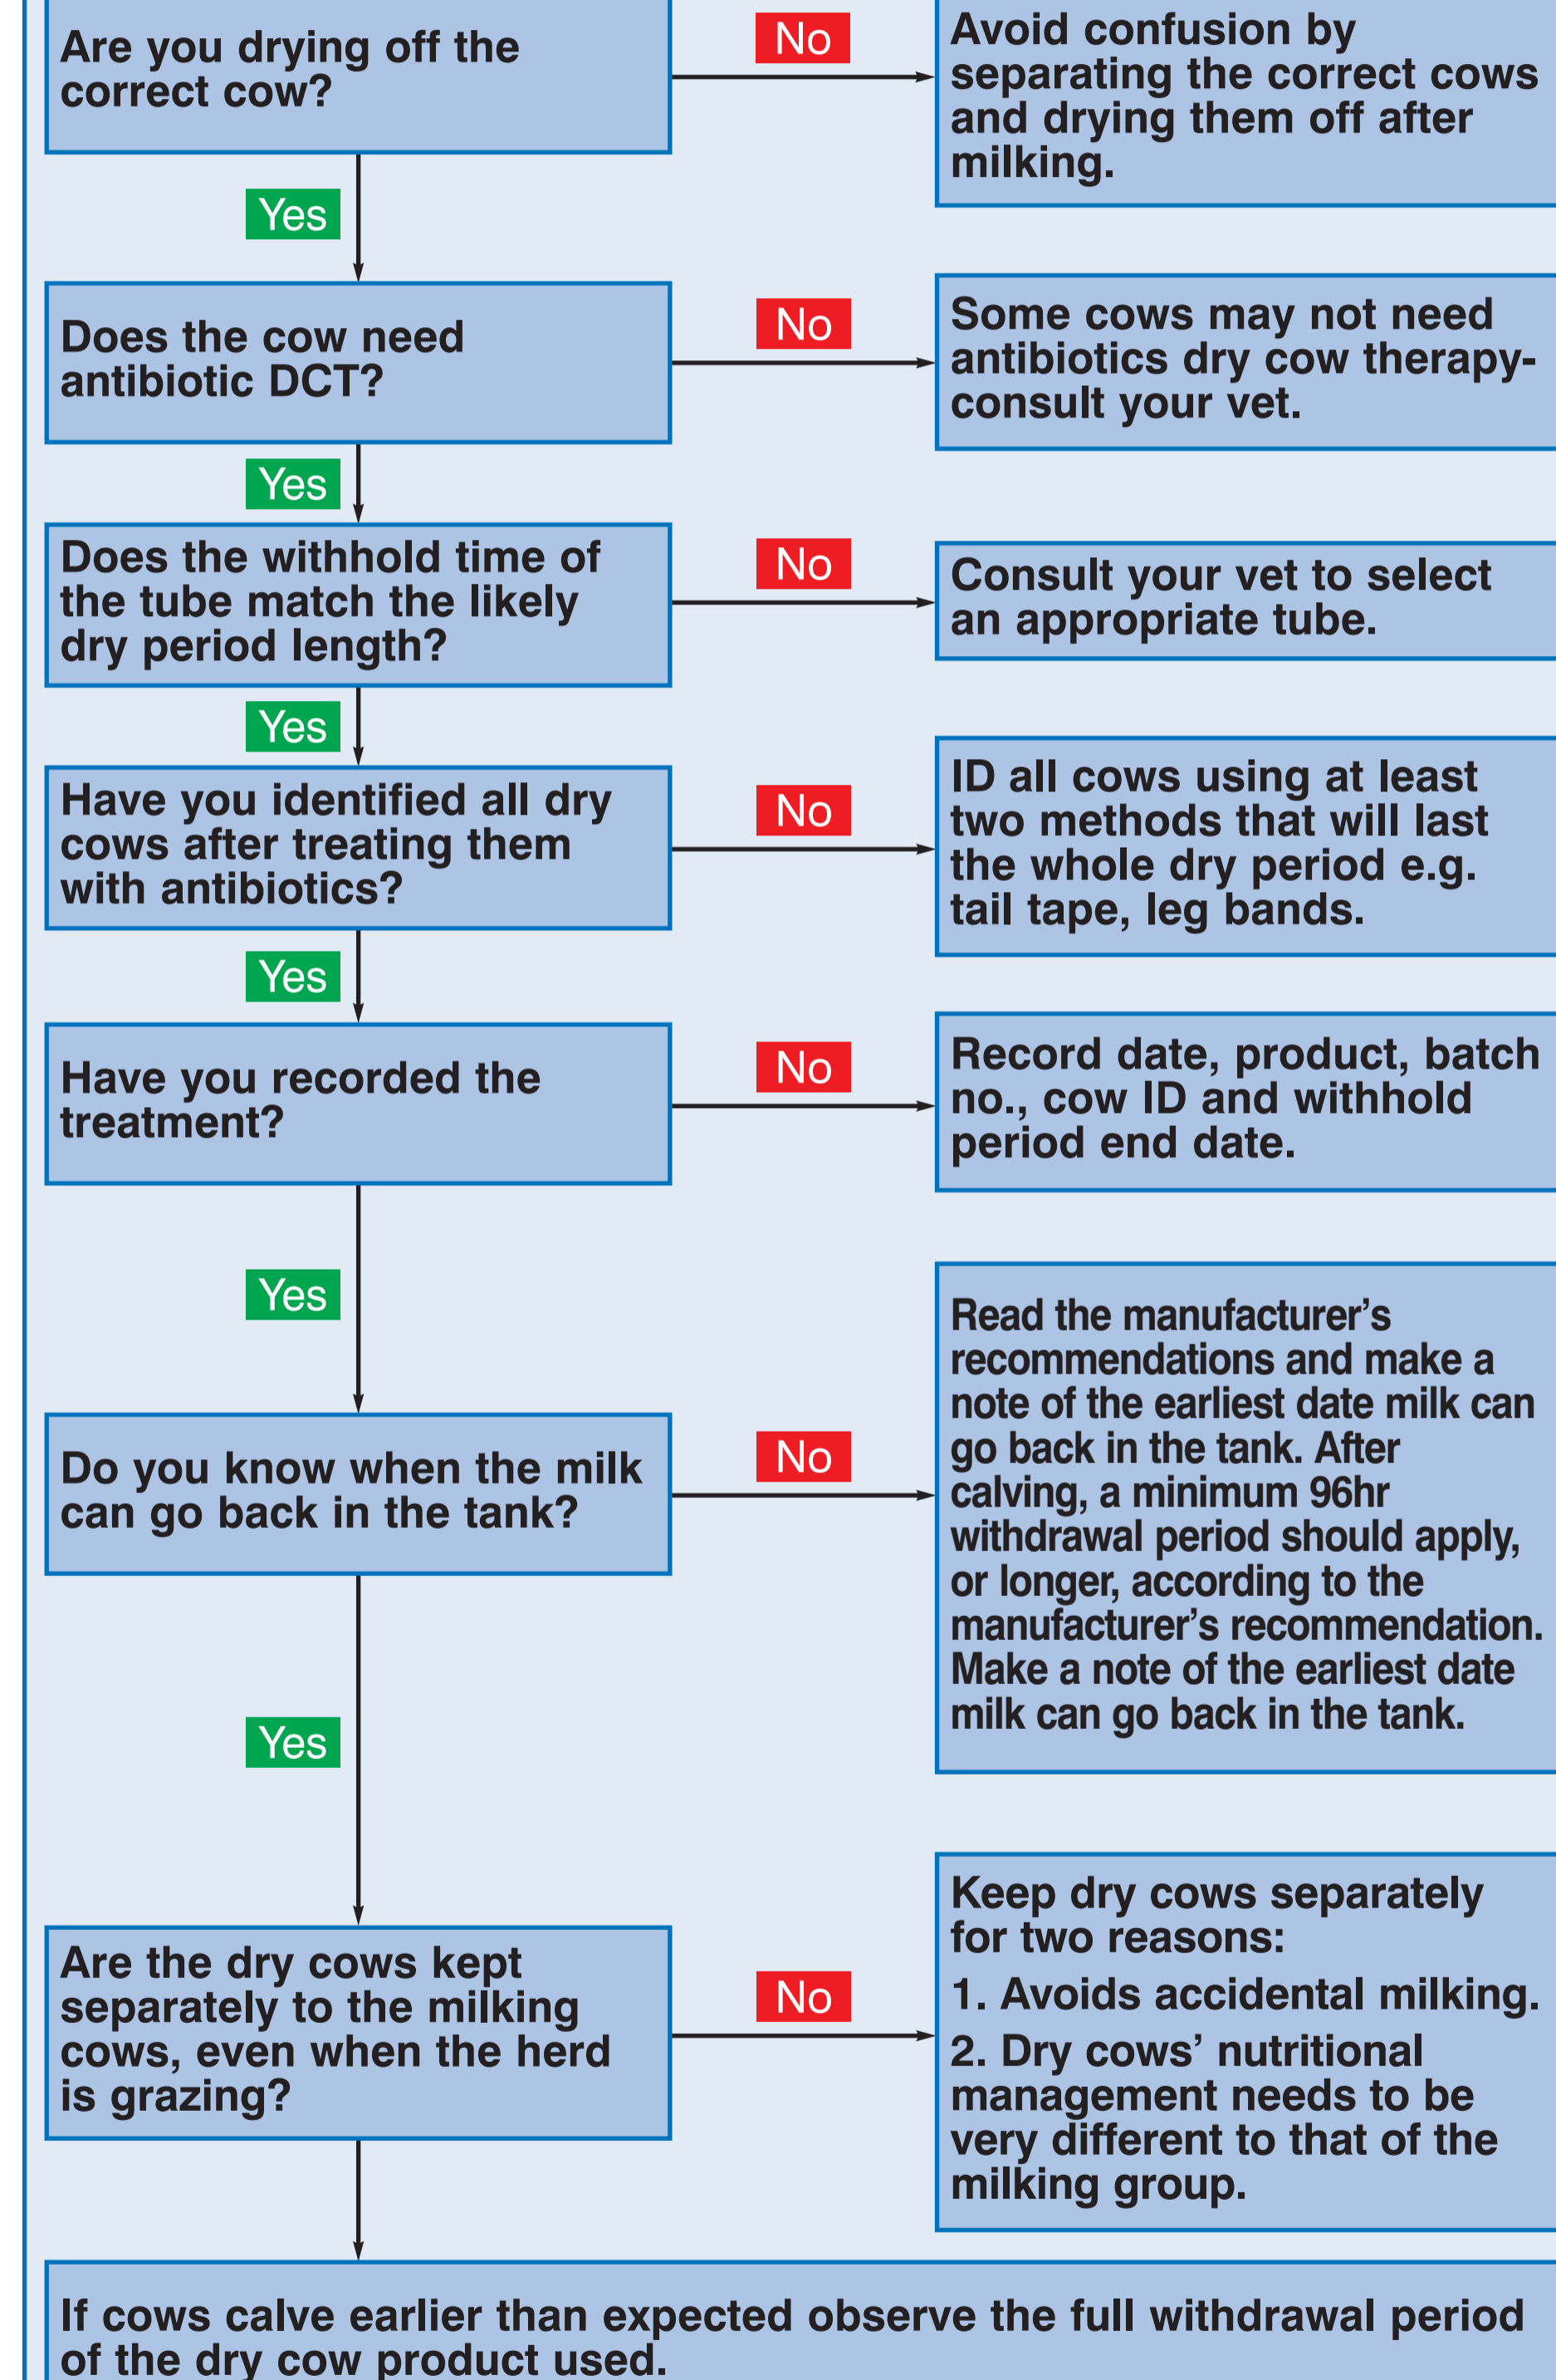 Are you drying off the
correct cow?
No
Avoid confusion by
separating the correct cows
and drying them off after
milking.
Yes
Does the cow need
antibiotic DCT?
No
Some cows may not need
antibiotics dry cow therapy-
consult your vet.
Yes
Does the withhold time of
the tube match the likely
dry period length?
No
Consult your vet to select
an appropriate tube.
Yes
Have you identified all dry
cows after treating them
with antibiotics?
No
ID all cows using at least
two methods that will last
the whole dry period e.g.
tail tape, leg bands.
Yes
Have you recorded the
treatment?
No
Record date, product, batch
no., cow ID and withhold
period end date.
Yes
Do you know when the milk
can go back in the tank?
No
Read the manufacturer’s
recommendations and make a
note of the earliest date milk can
go back in the tank. After
calving, a minimum 96hr
withdrawal period should apply,
or longer, according to the
manufacturer’s recommendation.
Make a note of the earliest date
milk can go back in the tank.
Yes
Are the dry cows kept
separately to the milking
cows, even when the herd
is grazing?
No
Keep dry cows separately
for two reasons:
1. Avoids accidental milking.
2. Dry cows’ nutritional
management needs to be
very different to that of the
milking group.
If cows calve earlier than expected observe the full withdrawal period
of the dry cow product used.